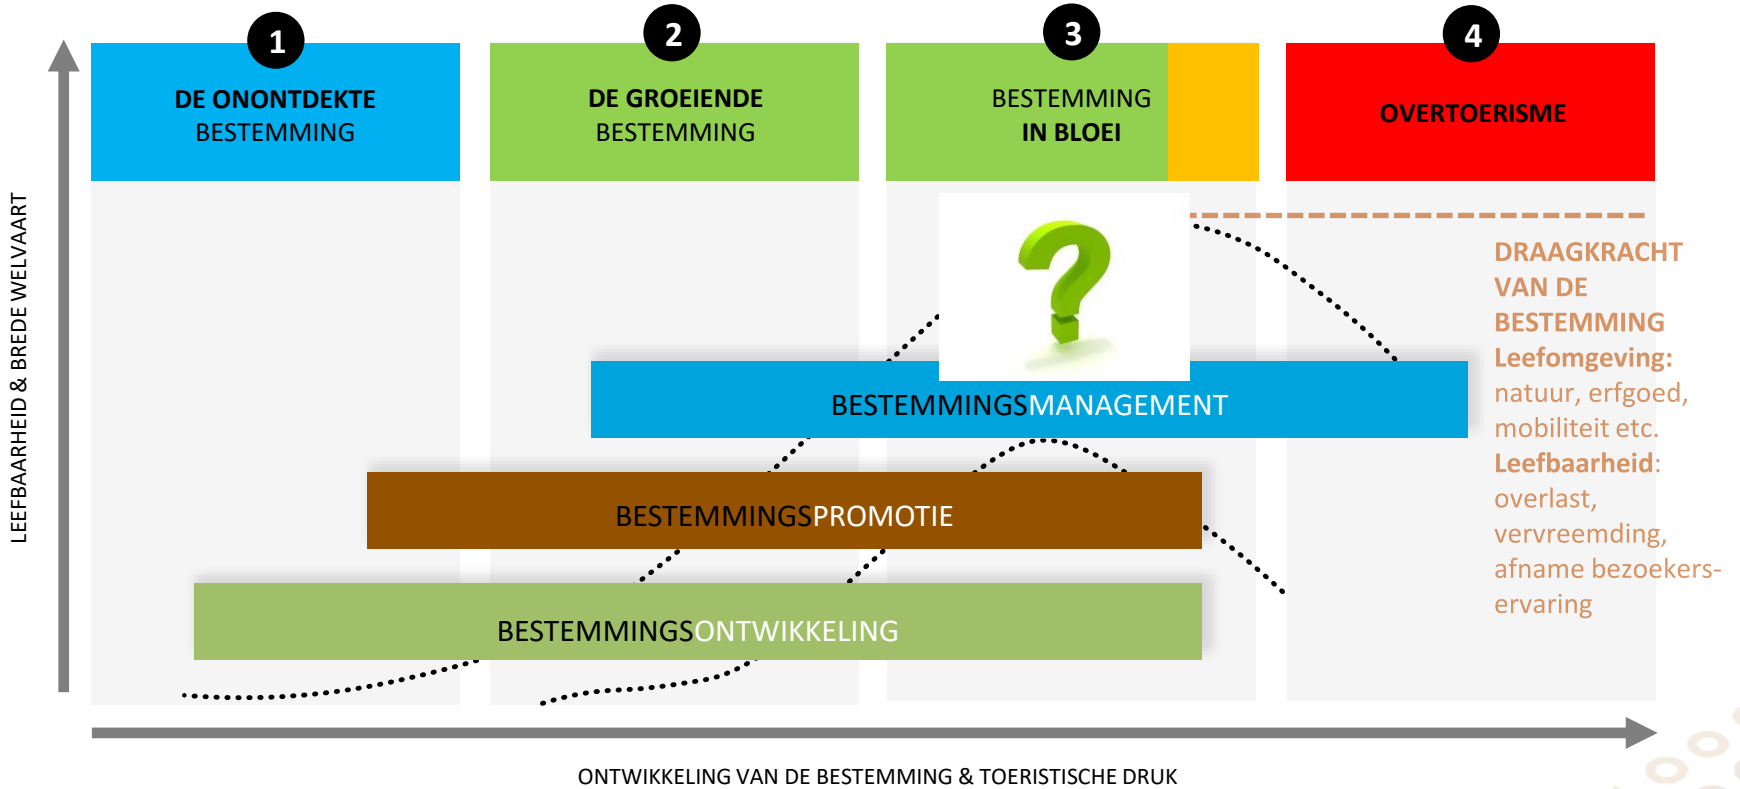 1
DE ONONTDEKTE
BESTEMMING
2
DE GROEIENDE
BESTEMMING
3
BESTEMMING
IN BLOEI
4
OVERTOERISME
LEEFBAARHEID & BREDE WELVAART
DRAAGKRACHT
VAN DE
BESTEMMING
Leefomgeving:
natuur, erfgoed,
mobiliteit etc.
Leefbaarheid:
overlast,
vervreemding,
afname bezoekers-
ervaring
?
BESTEMMINGSMANAGEMENT
BESTEMMINGSPROMOTIE
BESTEMMINGSONTWIKKELING
ONTWIKKELING VAN DE BESTEMMING & TOERISTISCHE DRUK